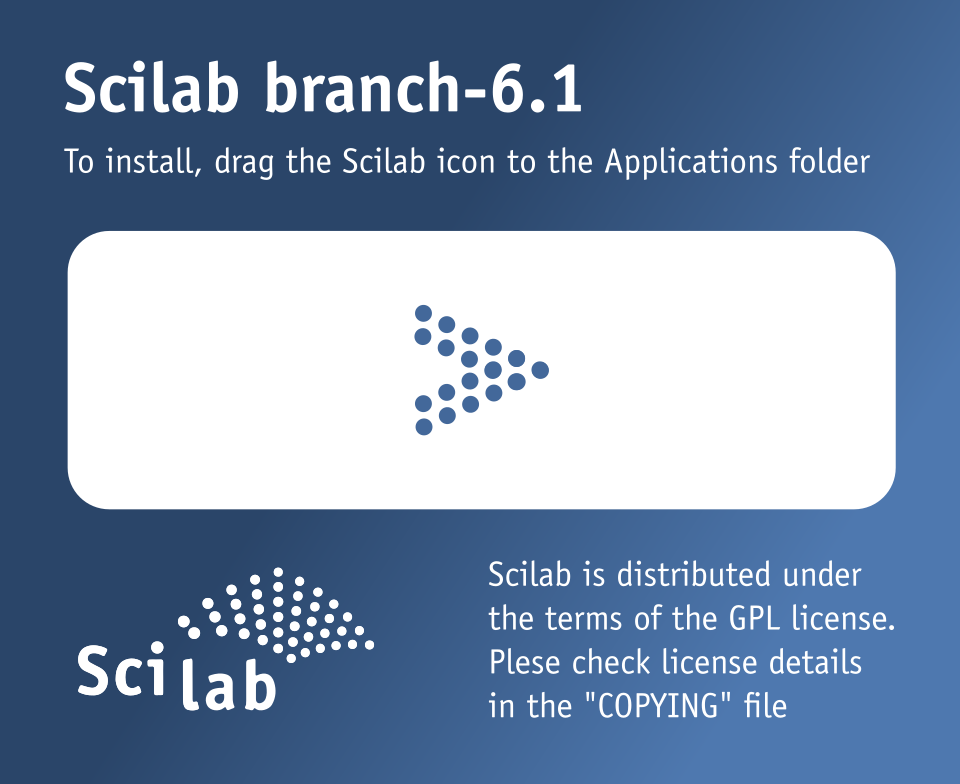 Scilab branch-6.1
To install, drag the Scilab icon to the Applications folder
Scilab is distributed under
the terms of the GPL license.
Plese check license details
in the "COPYING" file
Scilab